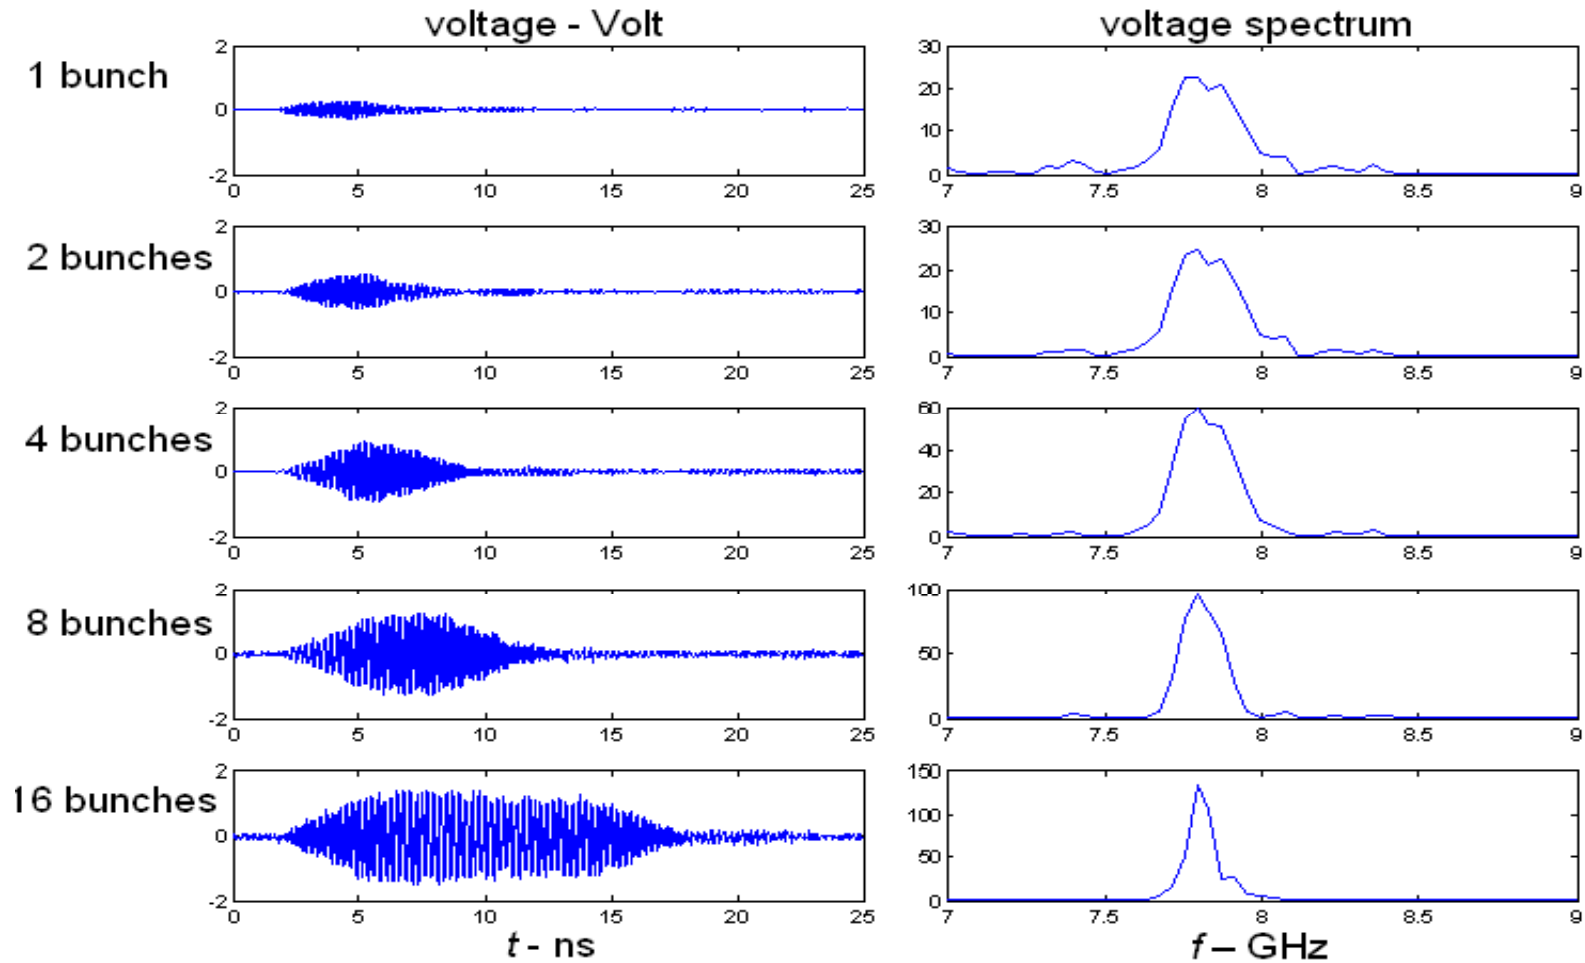 voltage - Volt voltage spectrum
1 bunch
2 0 -2
0 5 10 15 20 25
30 20 10 0
7 7.5 8 8.5 9
2 bunches
2 0 -2
0 5 10 15 20 25
30 20 10 0
7 7.5 8 8.5 9
4 bunches
2 0 -2
0 5 10 15 20 25
60 40 20 0
7 7.5 8 8.5 9
8 bunches
2 0 -2
0 5 10 15 20 25
100 50 0
7 7.5 8 8.5 9
16 bunches
2 0 -2
0 5 10 15 20 25
150 100 50 0
7 7.5 8 8.5 9
t - ns f – GHz